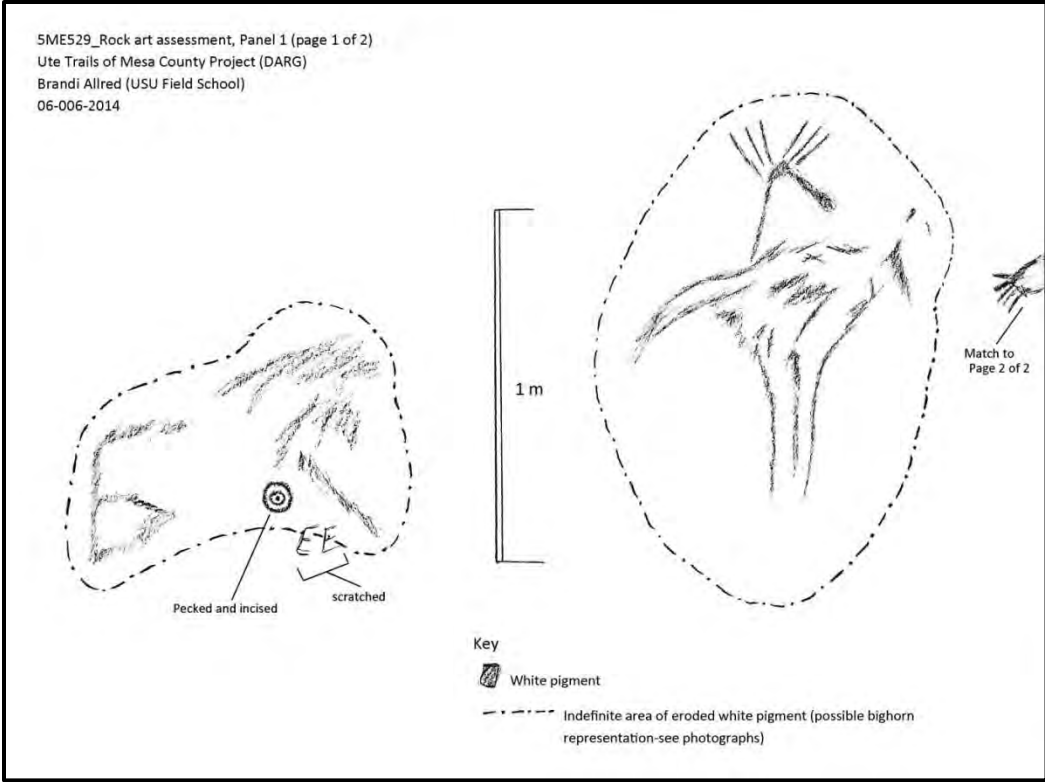 5ME529_Rock art assessment, Panel 1 (page 1 of 2)
Ute Trails of Mesa County Project (DARG)
Brandi Allred (USU Field School)
06-006-2014
1 m
Match to
Page 2 of 2
Pecked and incised
scratched
Key
White pigment
Indefinite area of eroded white pigment (possible bighorn
representation-see photographs)